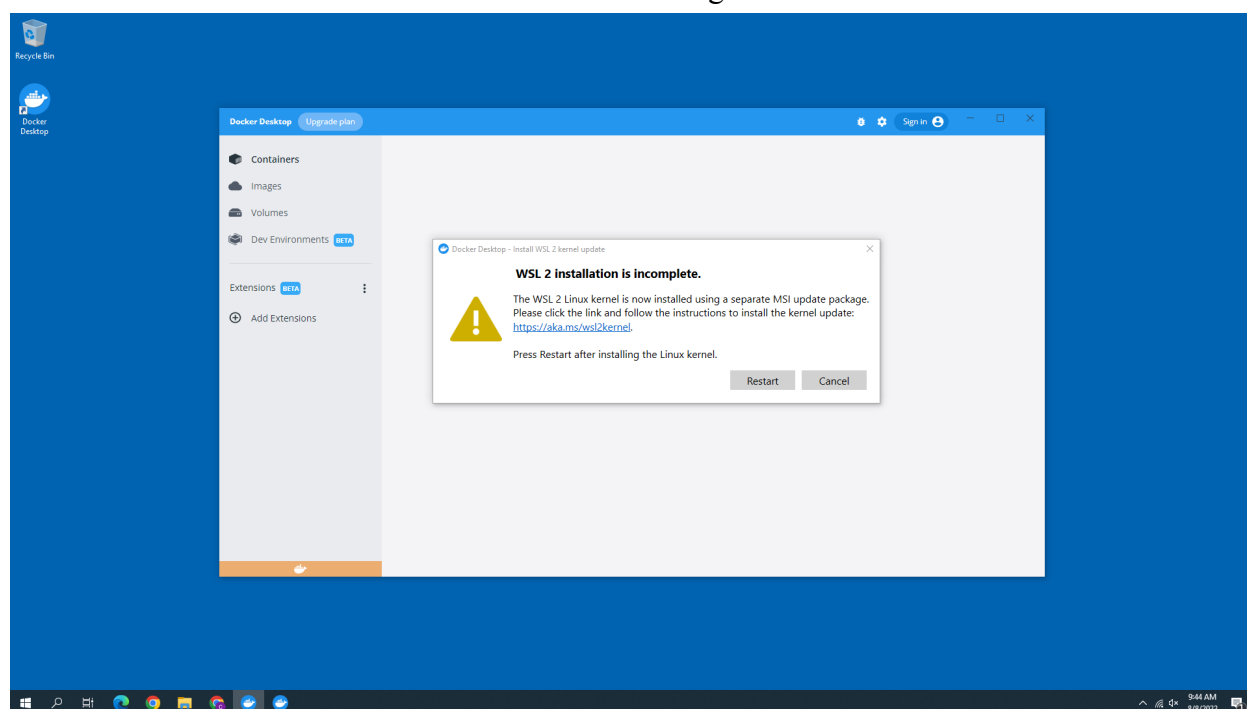 Recycle Bin
Docker
Desktop
Docker Desktop
Upgrade plan
Sign in
Containers
Images
Volumes
Dev Environments BETA
Extensions BETA
Add Extensions
Docker Desktop - Install WSL 2 kernel update
WSL 2 installation is incomplete.
The WSL 2 Linux kernel is now installed using a separate MSI update package.
Please click the link and follow the instructions to install the kernel update:
https://aka.ms/wsl2kernel.
Press Restart after installing the Linux kernel.
Restart
Cancel
9:44 AM